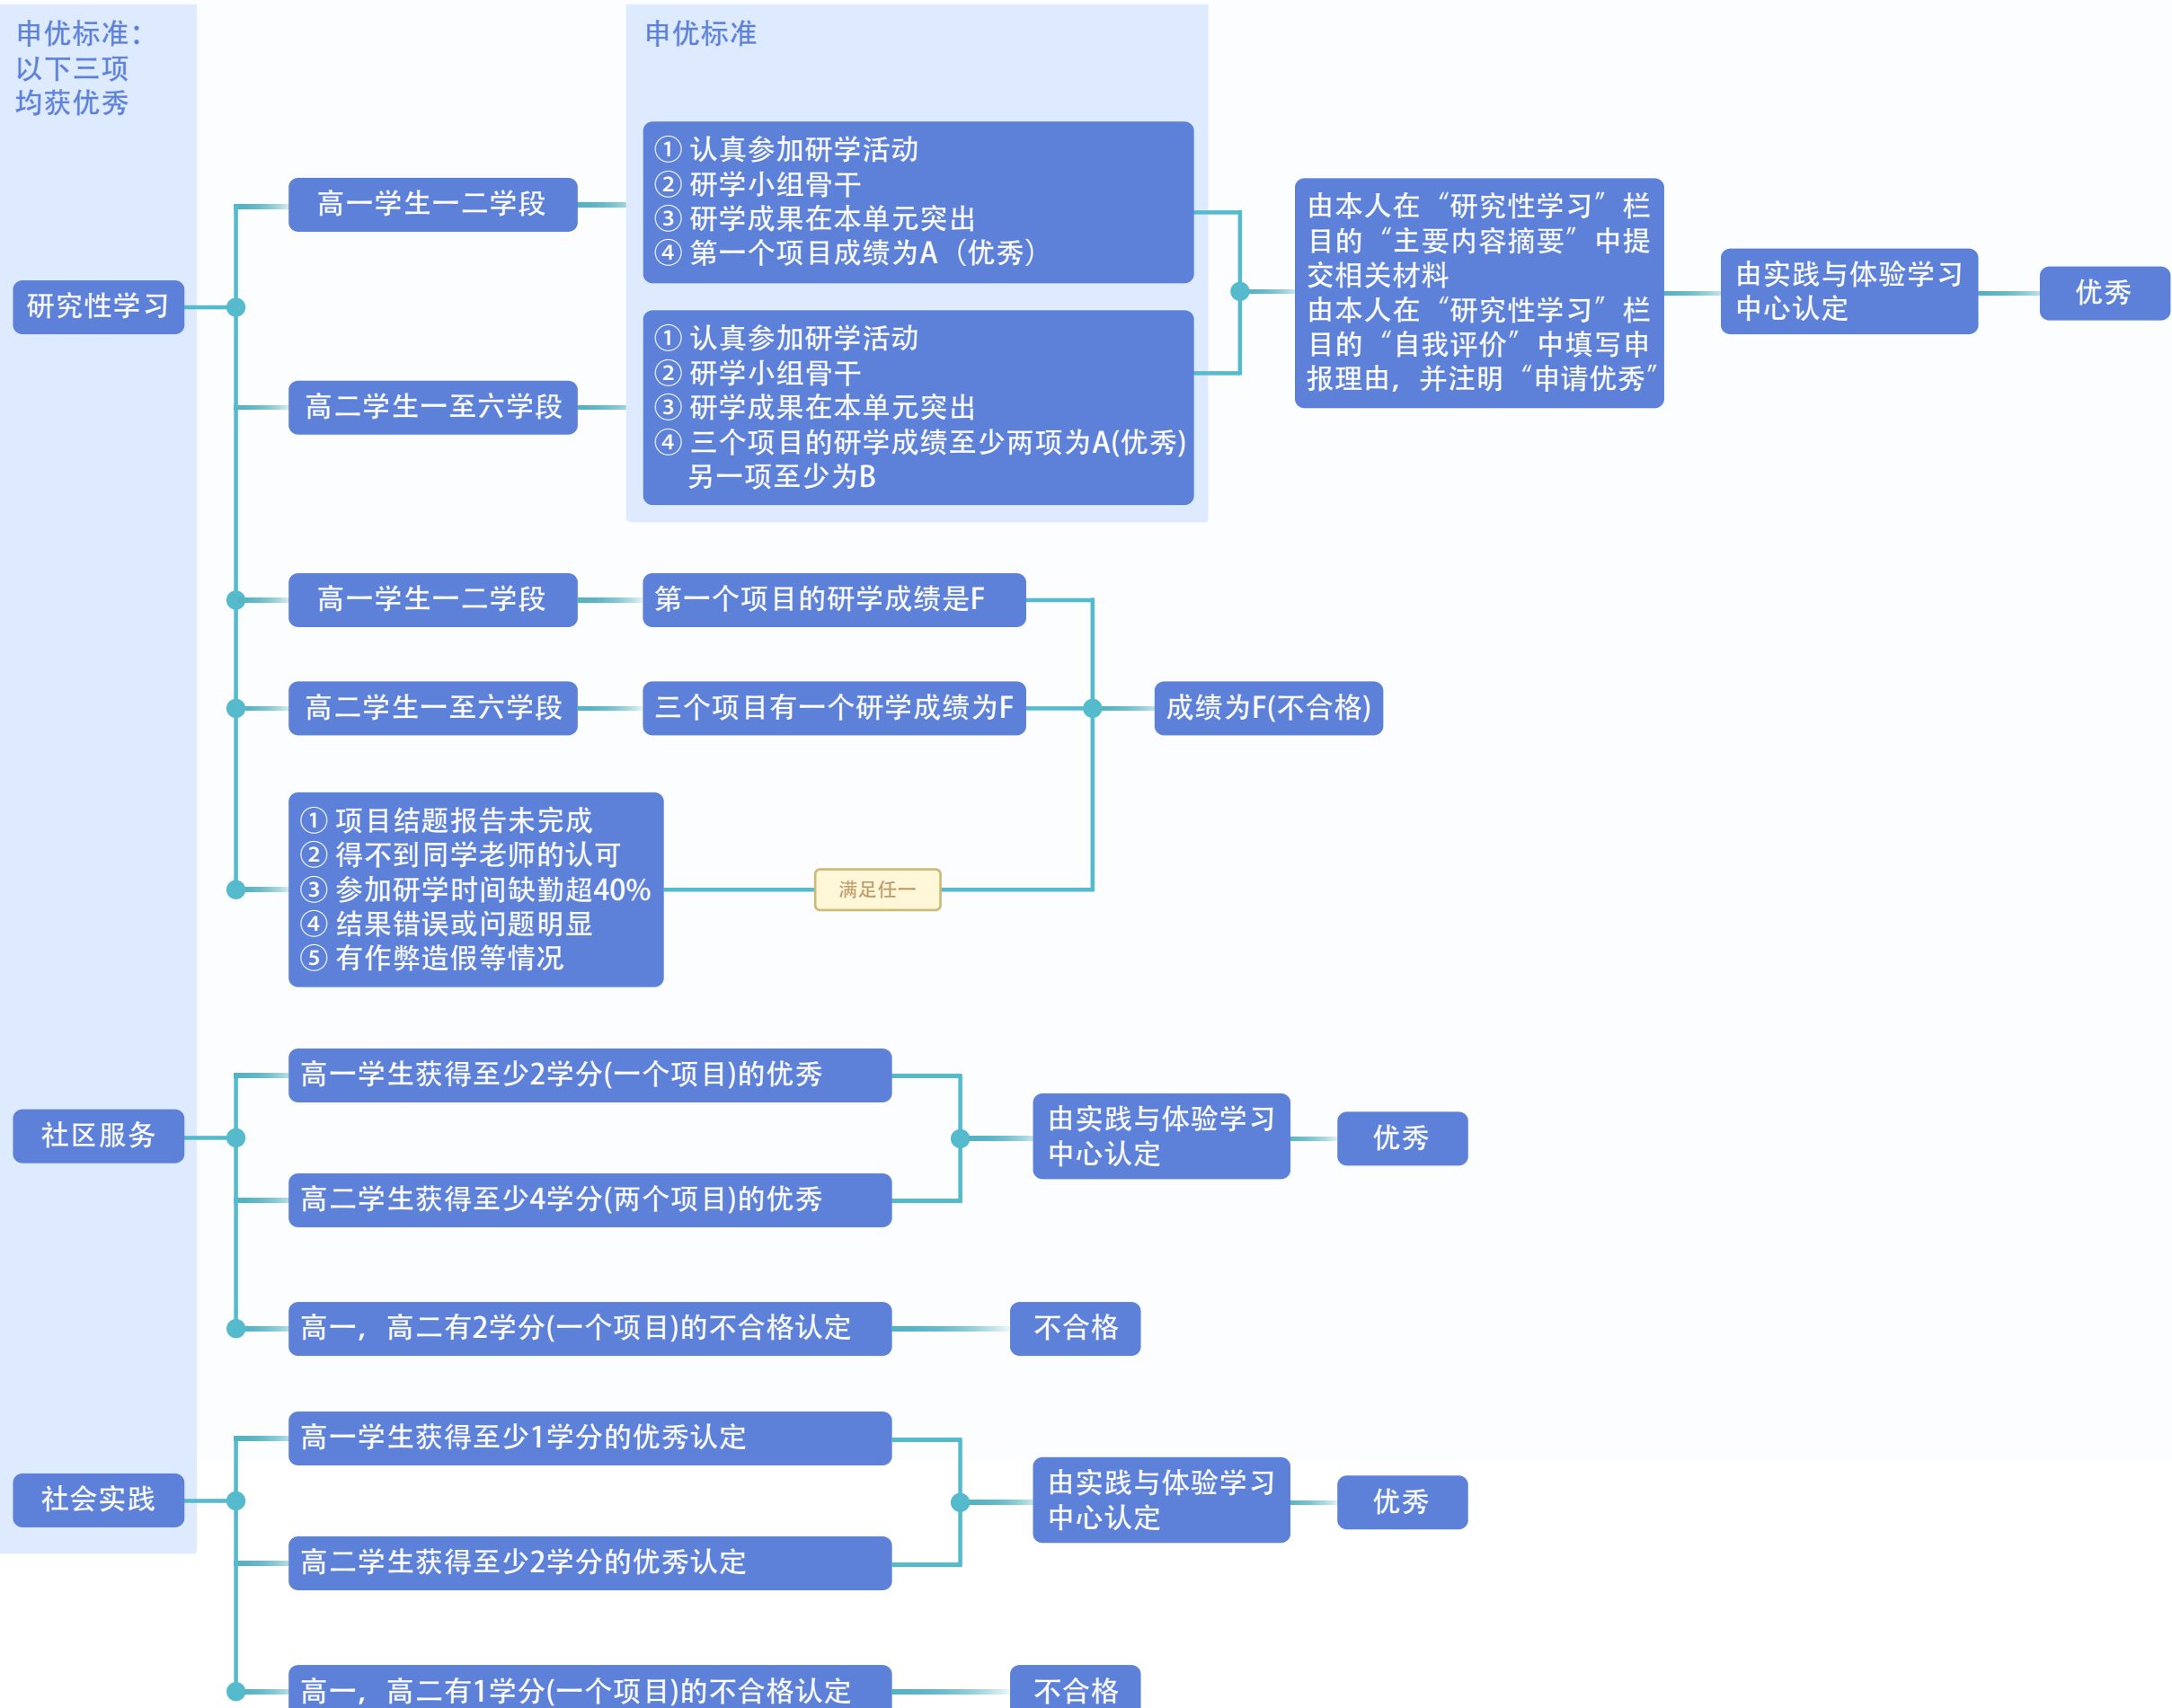 申优标准：
以下三项
均获优秀
申优标准
研究性学习
高一学生一二学段
① 认真参加研学活动
② 研学小组骨干
③ 研学成果在本单元突出
④ 第一个项目成绩为A（优秀）
高二学生一至六学段
① 认真参加研学活动
② 研学小组骨干
③ 研学成果在本单元突出
④ 三个项目的研学成绩至少两项为A(优秀)
另一项至少为B
由本人在“研究性学习”栏
目的“主要内容摘要”中提
交相关材料
由本人在“研究性学习”栏
目的“自我评价”中填写申
报理由，并注明“申请优秀”
由实践与体验学习
中心认定
优秀
高一学生一二学段
第一个项目的研学成绩是F
高二学生一至六学段
三个项目有一个研学成绩为F
成绩为F(不合格)
① 项目结题报告未完成
② 得不到同学老师的认可
③ 参加研学时间缺勤超40%
④ 结果错误或问题明显
⑤ 有作弊造假等情况
满足任一
社区服务
高一学生获得至少2学分(一个项目)的优秀
高二学生获得至少4学分(两个项目)的优秀
由实践与体验学习
中心认定
优秀
高一，高二有2学分(一个项目)的不合格认定
不合格
社会实践
高一学生获得至少1学分的优秀认定
高二学生获得至少2学分的优秀认定
由实践与体验学习
中心认定
优秀
高一，高二有1学分(一个项目)的不合格认定
不合格